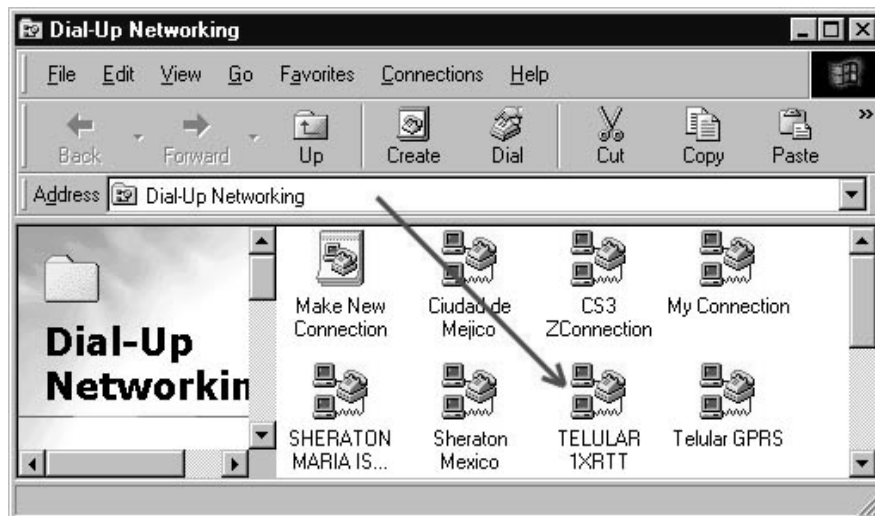 Dial-Up Networking
File Edit View Go Favorites Connections Help
Back Forward Up Create Dial Cut Copy Paste »
Address Dial-Up Networking
Dial-Up
Networkin
Make New
Connection
Ciudad de
Mejico
CS3
ZConnection
My Connection
SHERATON
MARIA IS...
Sheraton
Mexico
TELULAR
1XRTT
Telular GPRS